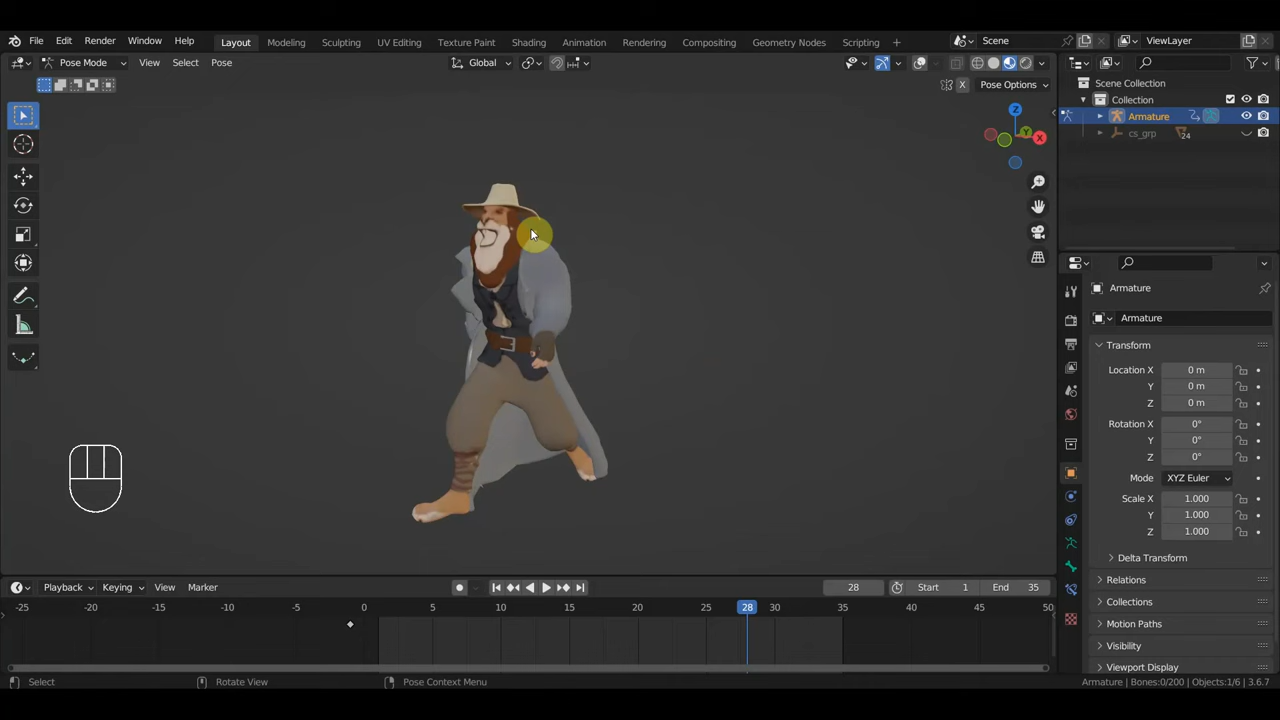 File Edit Render Window Help Layout Modeling Sculpting UV Editing Texture Paint Shading Animation Rendering Compositing Geometry Nodes Scripting + Scene ViewLayer
Pose Mode View Select Pose Global
X Pose Options
Z
Y
X
Scene Collection
Collection
Armature
cs_grp 24
Armature
Armature
Transform
Location X 0 m
Y 0 m
Z 0 m
Rotation X 0°
Y 0°
Z 0°
Mode XYZ Euler
Scale X 1.000
Y 1.000
Z 1.000
Delta Transform
Relations
Collections
Motion Paths
Visibility
Viewport Display
Playback Keying View Marker 28 Start 1 End 35
-25 -20 -15 -10 -5 0 5 10 15 20 25 28 30 35 40 45 50
Select Rotate View Pose Context Menu Armature | Bones:0/200 | Objects:1/6 | 3.6.7